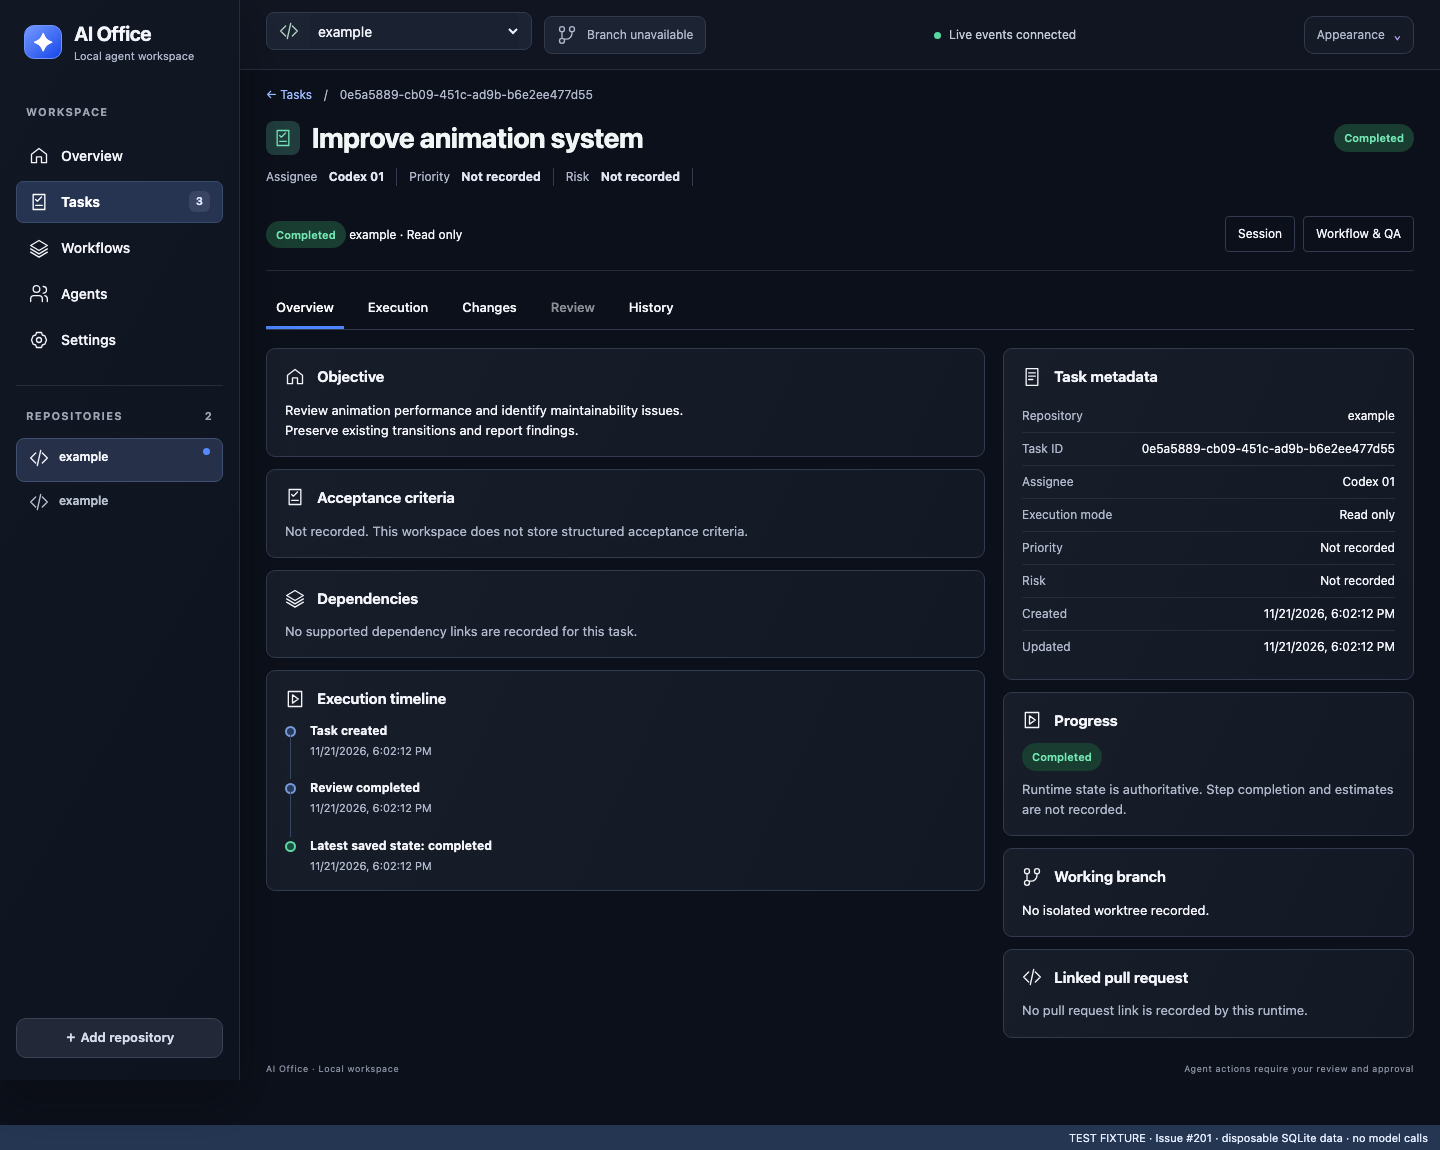 AI Office
Local agent workspace
WORKSPACE
Overview
Tasks
3
Workflows
Agents
Settings
REPOSITORIES
2
example
example
+ Add repository
example
Branch unavailable
Live events connected
Appearance
← Tasks / 0e5a5889-cb09-451c-ad9b-b6e2ee477d55
Improve animation system
Completed
Assignee Codex 01
Priority Not recorded
Risk Not recorded
Completed example · Read only
Session
Workflow & QA
Overview
Execution
Changes
Review
History
Objective
Review animation performance and identify maintainability issues.
Preserve existing transitions and report findings.
Acceptance criteria
Not recorded. This workspace does not store structured acceptance criteria.
Dependencies
No supported dependency links are recorded for this task.
Execution timeline
Task created
11/21/2026, 6:02:12 PM
Review completed
11/21/2026, 6:02:12 PM
Latest saved state: completed
11/21/2026, 6:02:12 PM
Task metadata
Repository example
Task ID 0e5a5889-cb09-451c-ad9b-b6e2ee477d55
Assignee Codex 01
Execution mode Read only
Priority Not recorded
Risk Not recorded
Created 11/21/2026, 6:02:12 PM
Updated 11/21/2026, 6:02:12 PM
Progress
Completed
Runtime state is authoritative. Step completion and estimates
are not recorded.
Working branch
No isolated worktree recorded.
Linked pull request
No pull request link is recorded by this runtime.
AI Office · Local workspace
Agent actions require your review and approval
TEST FIXTURE · Issue #201 · disposable SQLite data · no model calls